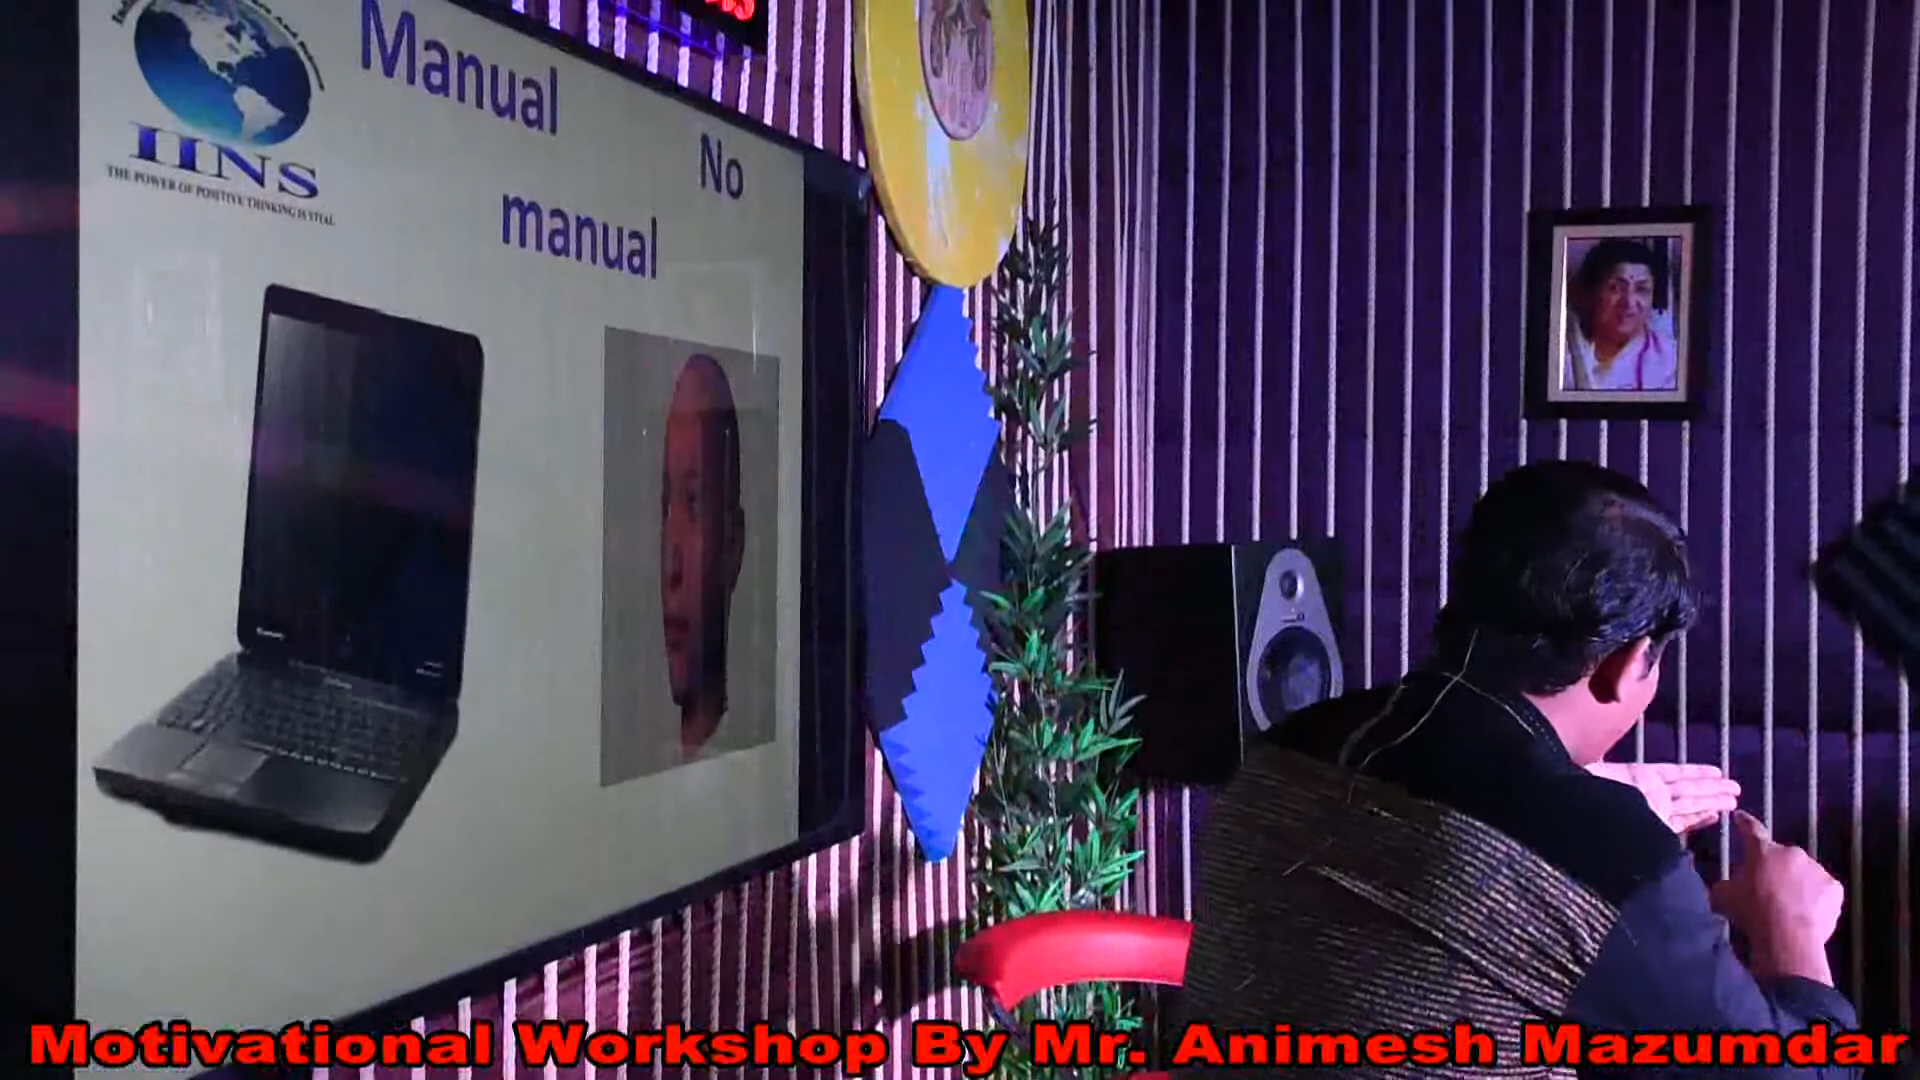 Manual
No
manual
IINS
THE POWER OF POSITIVE THINKING IS VITAL
Motivational Workshop By Mr. Animesh Mazumdar